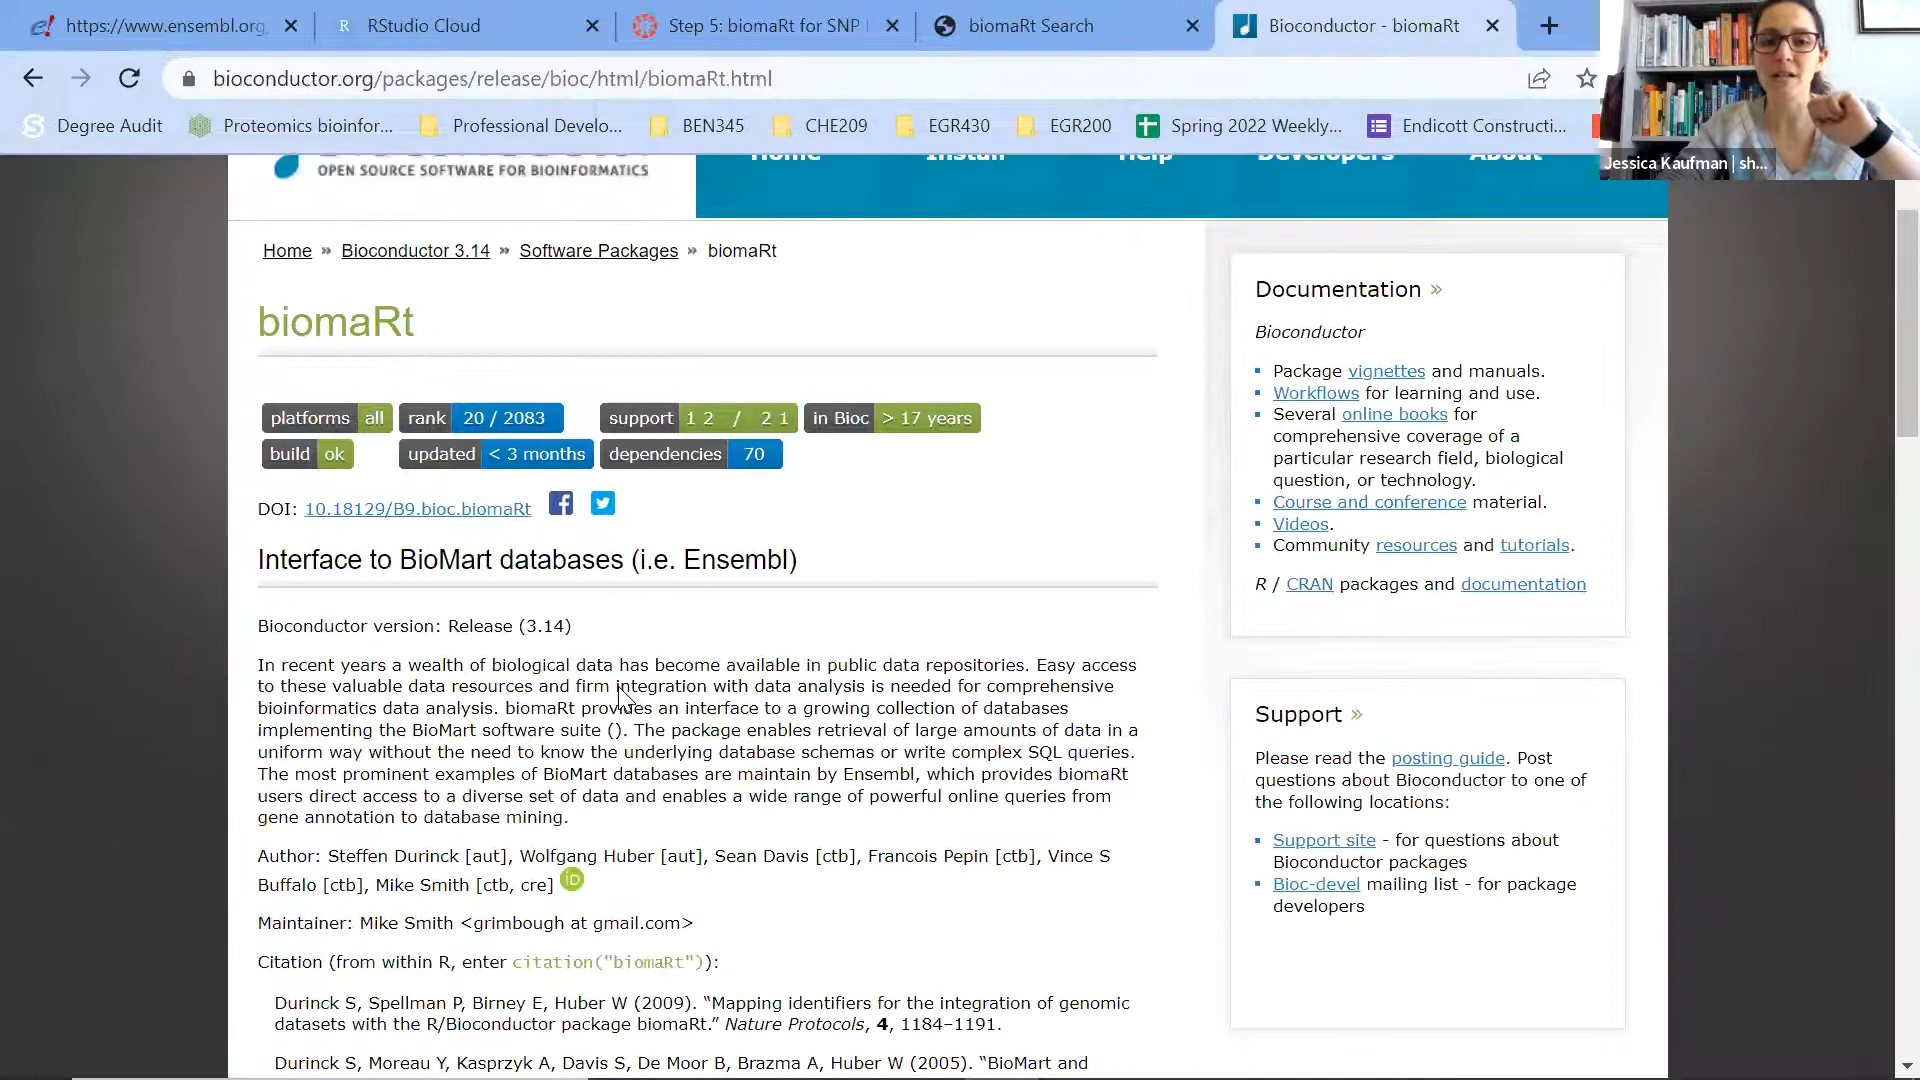 https://www.ensembl.org
RStudio Cloud
Step 5: biomaRt for SNP
biomaRt Search
Bioconductor - biomaRt
bioconductor.org/packages/release/bioc/html/biomaRt.html
Degree Audit
Proteomics bioinfor...
Professional Develo...
BEN345
CHE209
EGR430
EGR200
Spring 2022 Weekly...
Endicott Constructi...
Jessica Kaufman | sh...
OPEN SOURCE SOFTWARE FOR BIOINFORMATICS
Home
Install
Help
Developers
About
Home » Bioconductor 3.14 » Software Packages » biomaRt
biomaRt
platforms all rank 20 / 2083 support 12 / 21 in Bioc > 17 years
build ok updated < 3 months dependencies 70
DOI: 10.18129/B9.bioc.biomaRt
Interface to BioMart databases (i.e. Ensembl)
Bioconductor version: Release (3.14)
In recent years a wealth of biological data has become available in public data repositories. Easy access
to these valuable data resources and firm integration with data analysis is needed for comprehensive
bioinformatics data analysis. biomaRt provides an interface to a growing collection of databases
implementing the BioMart software suite (). The package enables retrieval of large amounts of data in a
uniform way without the need to know the underlying database schemas or write complex SQL queries.
The most prominent examples of BioMart databases are maintain by Ensembl, which provides biomaRt
users direct access to a diverse set of data and enables a wide range of powerful online queries from
gene annotation to database mining.
Author: Steffen Durinck [aut], Wolfgang Huber [aut], Sean Davis [ctb], Francois Pepin [ctb], Vince S
Buffalo [ctb], Mike Smith [ctb, cre] iD
Maintainer: Mike Smith <grimbough at gmail.com>
Citation (from within R, enter citation("biomaRt")):
Durinck S, Spellman P, Birney E, Huber W (2009). “Mapping identifiers for the integration of genomic
datasets with the R/Bioconductor package biomaRt.” Nature Protocols, 4, 1184–1191.
Durinck S, Moreau Y, Kasprzyk A, Davis S, De Moor B, Brazma A, Huber W (2005). “BioMart and
Documentation »
Bioconductor
Package vignettes and manuals.
Workflows for learning and use.
Several online books for
comprehensive coverage of a
particular research field, biological
question, or technology.
Course and conference material.
Videos.
Community resources and tutorials.
R / CRAN packages and documentation
Support »
Please read the posting guide. Post
questions about Bioconductor to one of
the following locations:
Support site - for questions about
Bioconductor packages
Bioc-devel mailing list - for package
developers